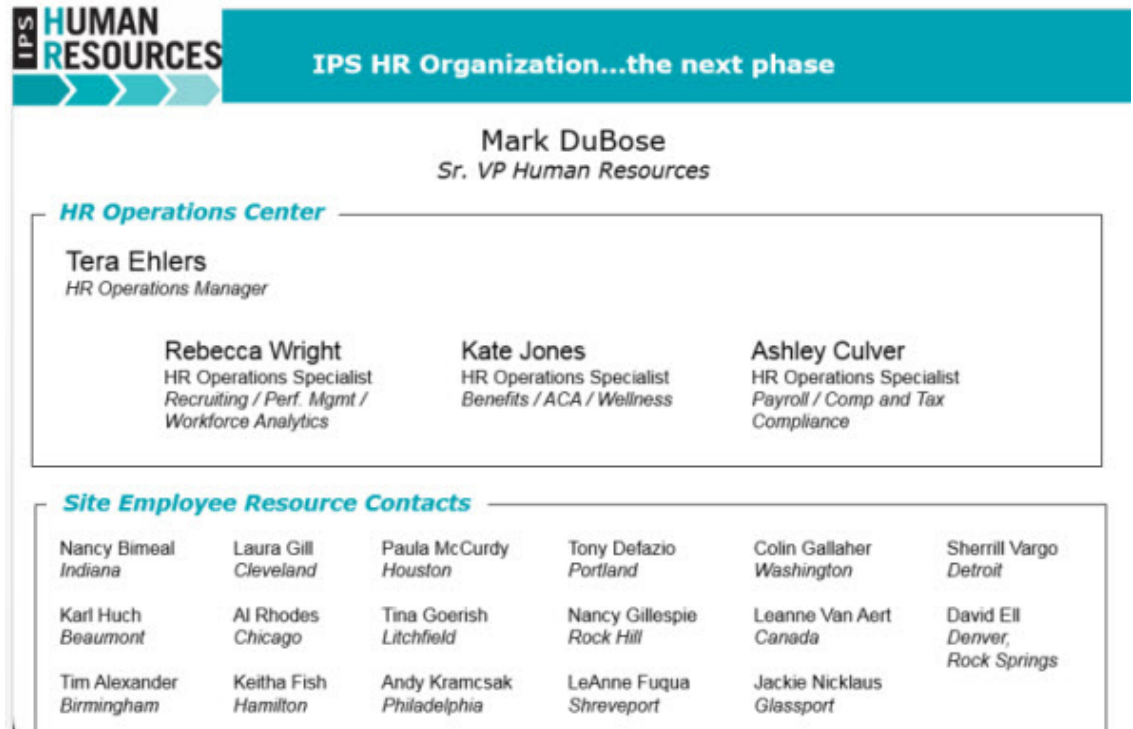 IPS HUMAN RESOURCES
IPS HR Organization...the next phase
Mark DuBose
Sr. VP Human Resources
HR Operations Center
Tera Ehlers
HR Operations Manager
Rebecca Wright
HR Operations Specialist
Recruiting / Perf. Mgmt /
Workforce Analytics
Kate Jones
HR Operations Specialist
Benefits / ACA / Wellness
Ashley Culver
HR Operations Specialist
Payroll / Comp and Tax
Compliance
Site Employee Resource Contacts
Nancy Bimeal
Indiana
Laura Gill
Cleveland
Paula McCurdy
Houston
Tony Defazio
Portland
Colin Gallaher
Washington
Sherrill Vargo
Detroit
Karl Huch
Beaumont
Al Rhodes
Chicago
Tina Goerish
Litchfield
Nancy Gillespie
Rock Hill
Leanne Van Aert
Canada
David Ell
Denver,
Rock Springs
Tim Alexander
Birmingham
Keitha Fish
Hamilton
Andy Kramcsak
Philadelphia
LeAnne Fuqua
Shreveport
Jackie Nicklaus
Glassport